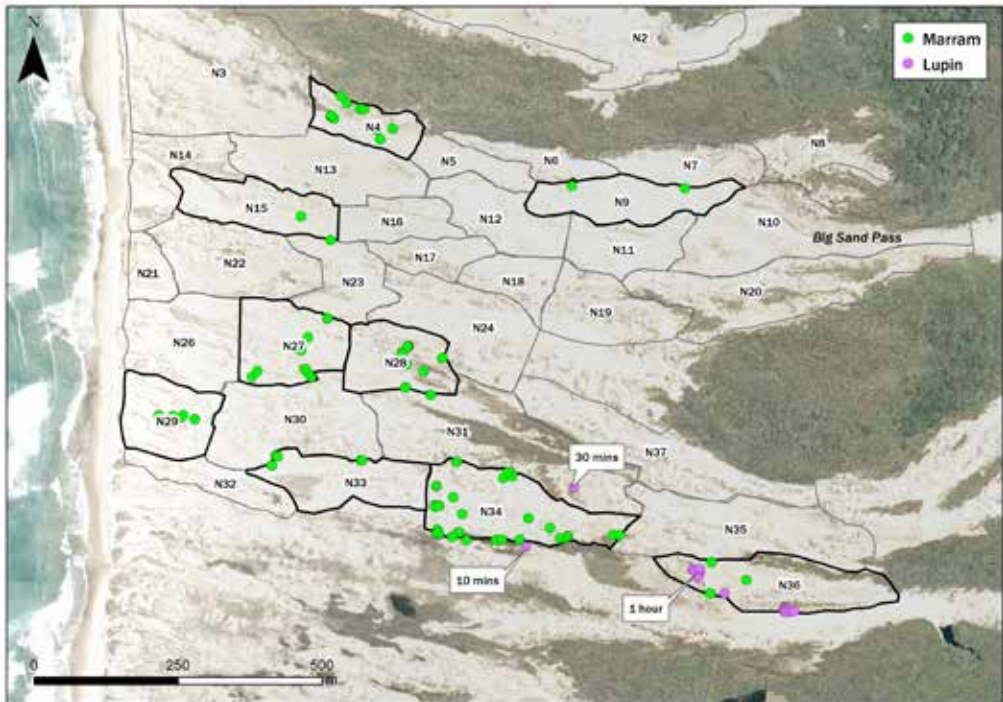 N
N2
Marram
Lupin
N3
N4
N14
N13
N5
N6
N7
N8
N15
N16
N12
N9
N10
N11
Big Sand Pass
N21
N22
N17
N23
N18
N20
N19
N26
N27
N28
N24
N29
N30
N31
N37
30 mins
N32
N33
N34
N35
10 mins
1 hour
N36
0
250
500
m